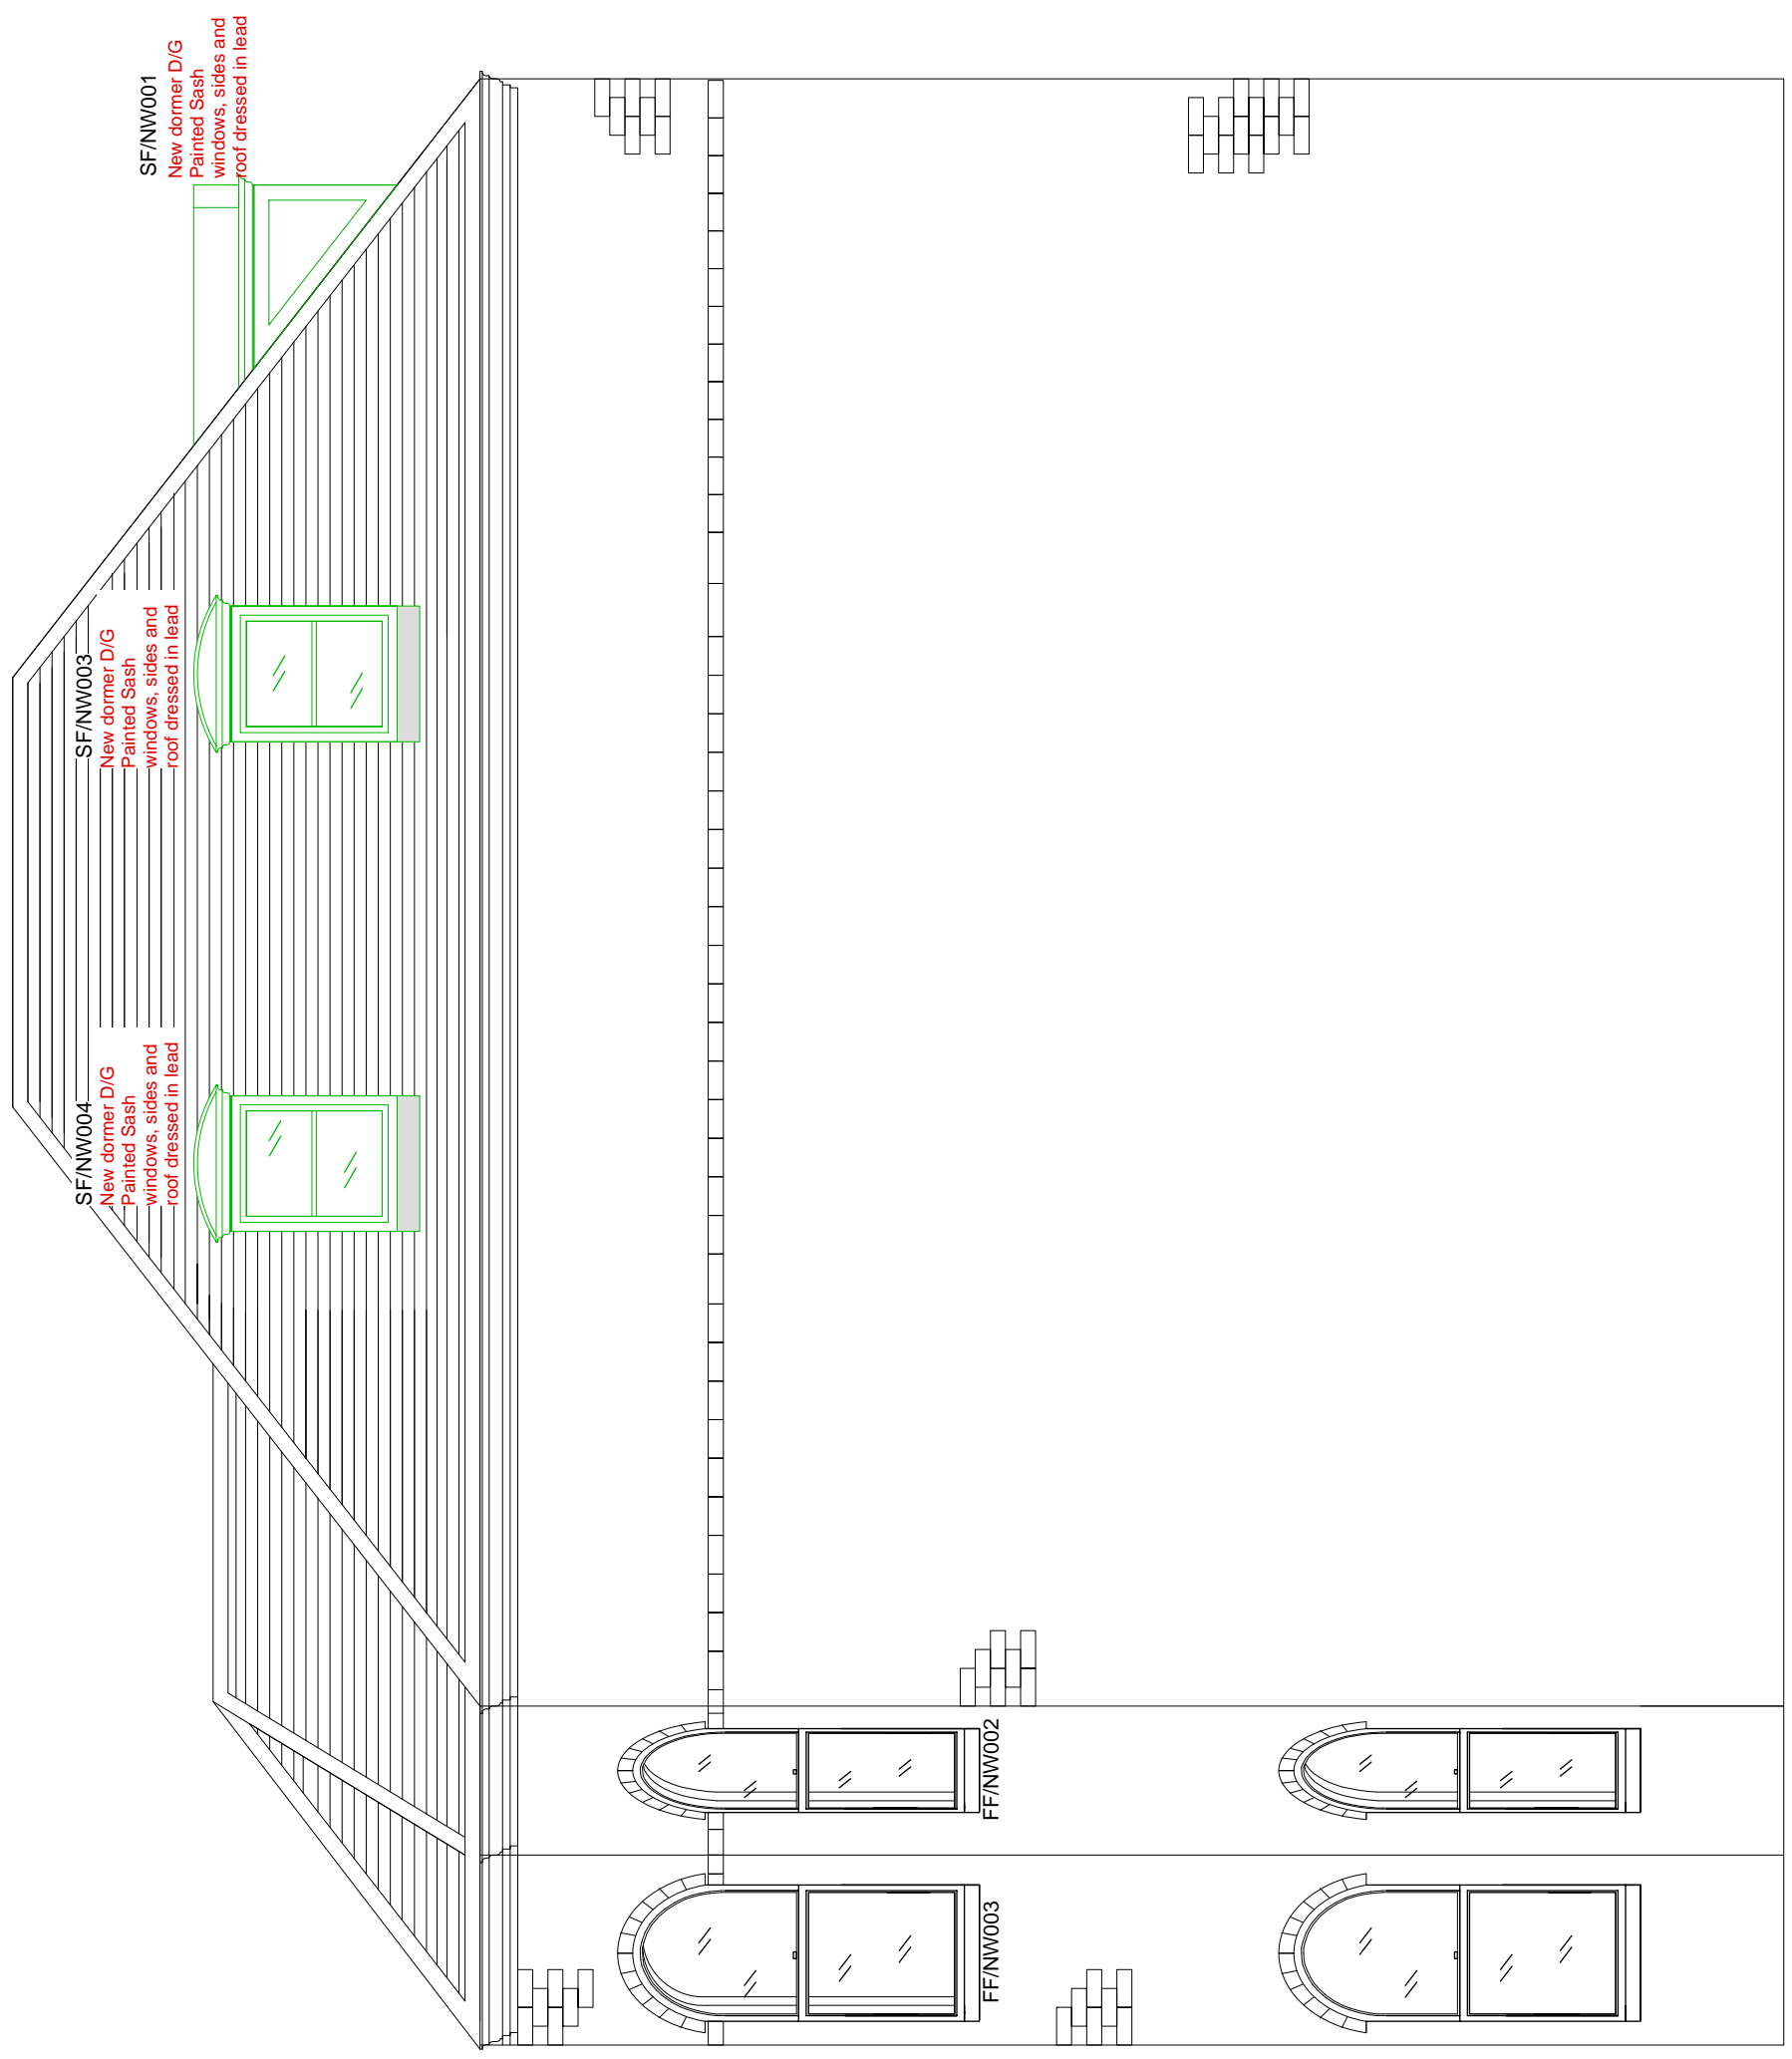 SF/NW004
New dormer D/G
Painted Sash
windows, sides and
roof dressed in lead
SF/NW003
New dormer D/G
Painted Sash
windows, sides and
roof dressed in lead
SF/NW001
New dormer D/G
Painted Sash
windows, sides and
roof dressed in lead
FF/NW003
FF/NW002